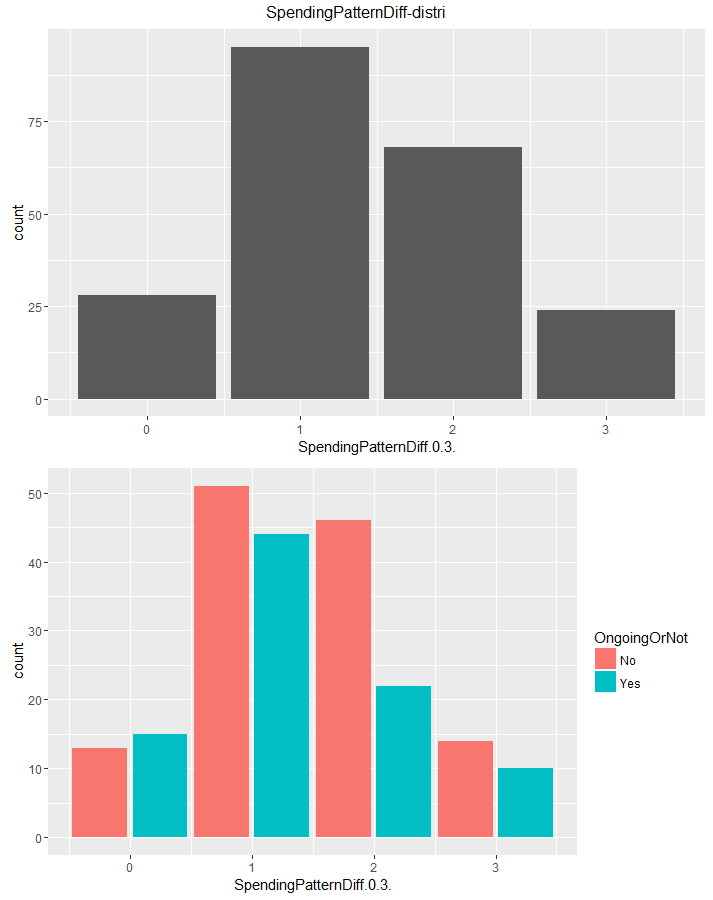 SpendingPatternDiff-distri
75
50
25
0
count
0 1 2 3
SpendingPatternDiff.0.3.
50
40
30
20
10
0
count
0 1 2 3
SpendingPatternDiff.0.3.
OngoingOrNot
No
Yes